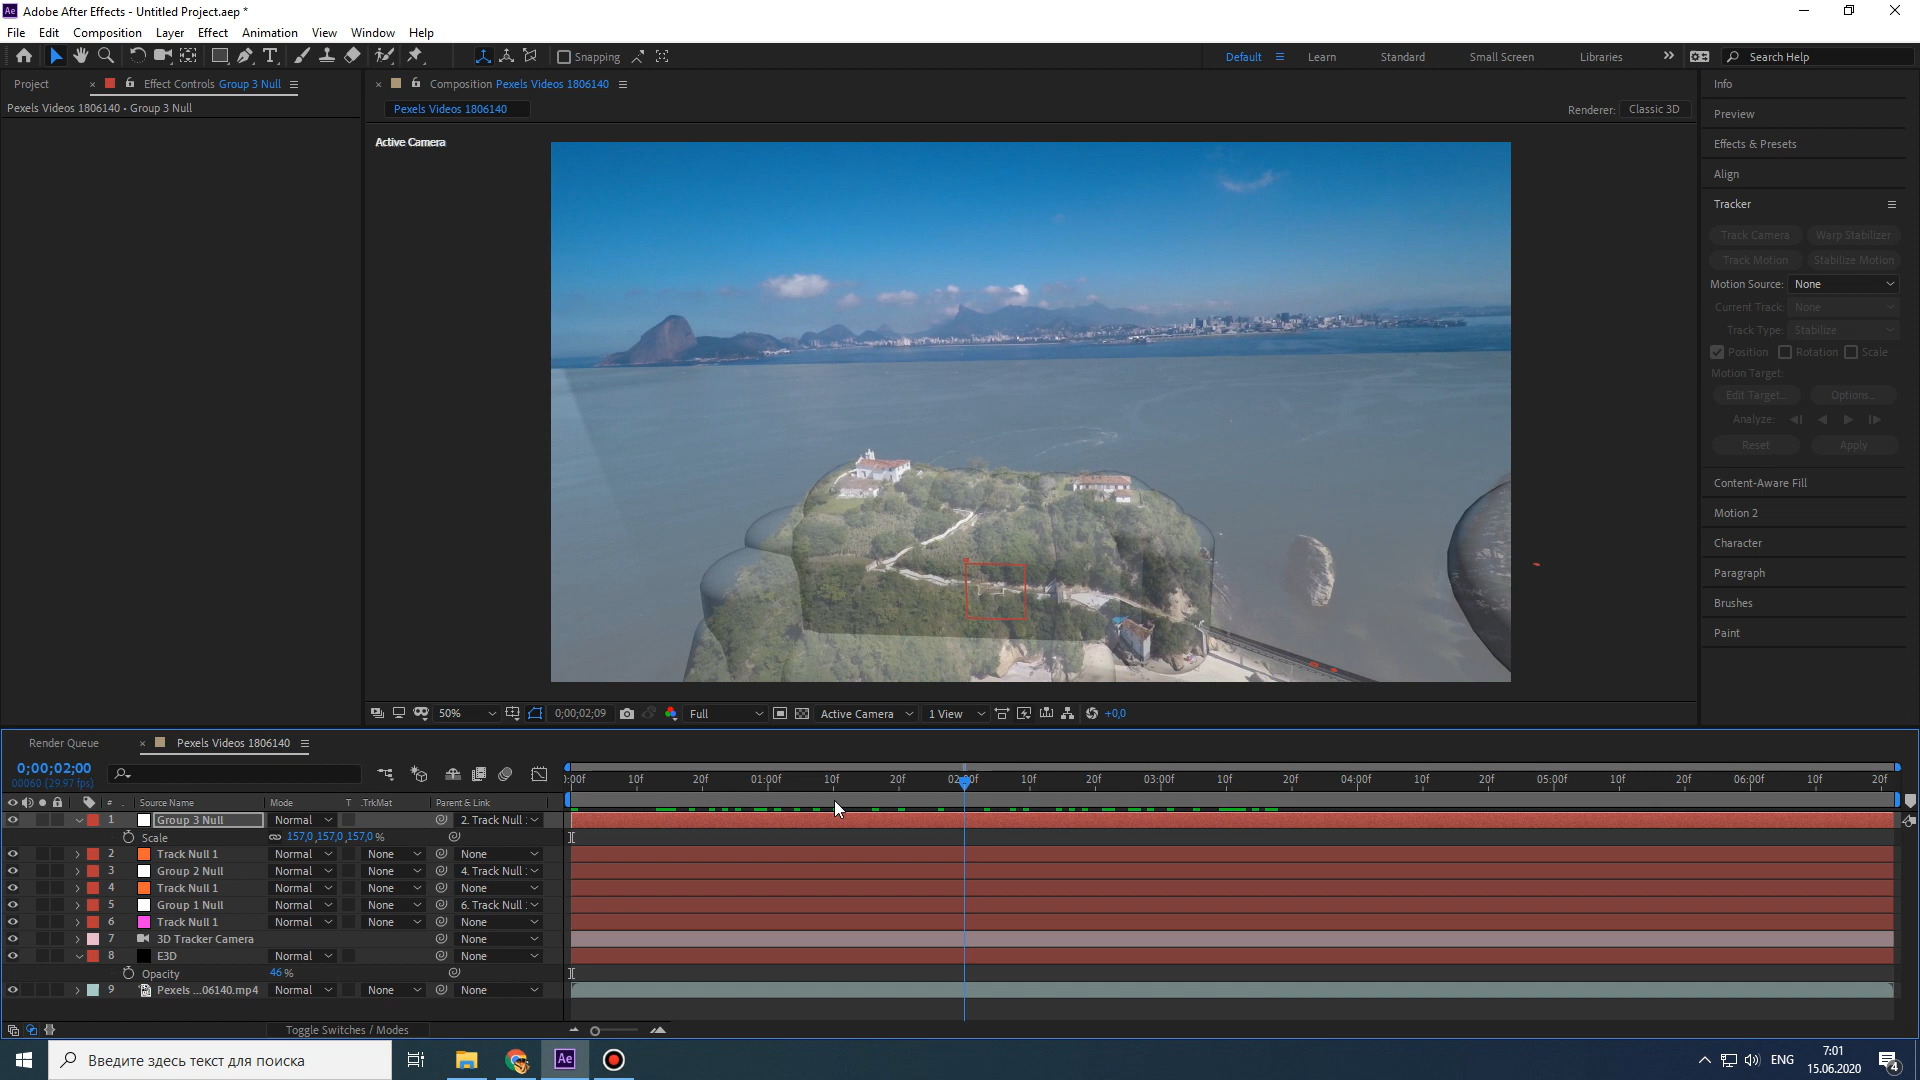 Ae Adobe After Effects - Untitled Project.aep *
File Edit Composition Layer Effect Animation View Window Help
Snapping
Default Learn Standard Small Screen Libraries Search Help
Project Effect Controls Group 3 Null
Composition Pexels Videos 1806140
Pexels Videos 1806140 • Group 3 Null
Pexels Videos 1806140
Renderer: Classic 3D
Active Camera
Info
Preview
Effects & Presets
Align
Tracker
Track Camera Warp Stabilizer
Track Motion Stabilize Motion
Motion Source: None
Current Track: None
Track Type: Stabilize
Position Rotation Scale
Motion Target:
Edit Target... Options...
Analyze:
Reset Apply
Content-Aware Fill
Motion 2
Character
Paragraph
Brushes
Paint
50% 0;00;02;09 Full Active Camera 1 View +0,0
Render Queue Pexels Videos 1806140
0;00;02;00
00060 (29.97 fps)
):00f 10f 20f 01:00f 10f 20f 02:00f 10f 20f 03:00f 10f 20f 04:00f 10f 20f 05:00f 10f 20f 06:00f 10f 20f
# Source Name Mode T .TrkMat Parent & Link
1 Group 3 Null Normal 2. Track Null
Scale 157,0,157,0,157,0 %
2 Track Null 1 Normal None None
3 Group 2 Null Normal None 4. Track Null
4 Track Null 1 Normal None None
5 Group 1 Null Normal None 6. Track Null
6 Track Null 1 Normal None None
7 3D Tracker Camera None
8 E3D Normal None
Opacity 46 %
9 Pexels ...06140.mp4 Normal None None
Toggle Switches / Modes
Введите здесь текст для поиска
Ae
ENG
7:01
15.06.2020
4